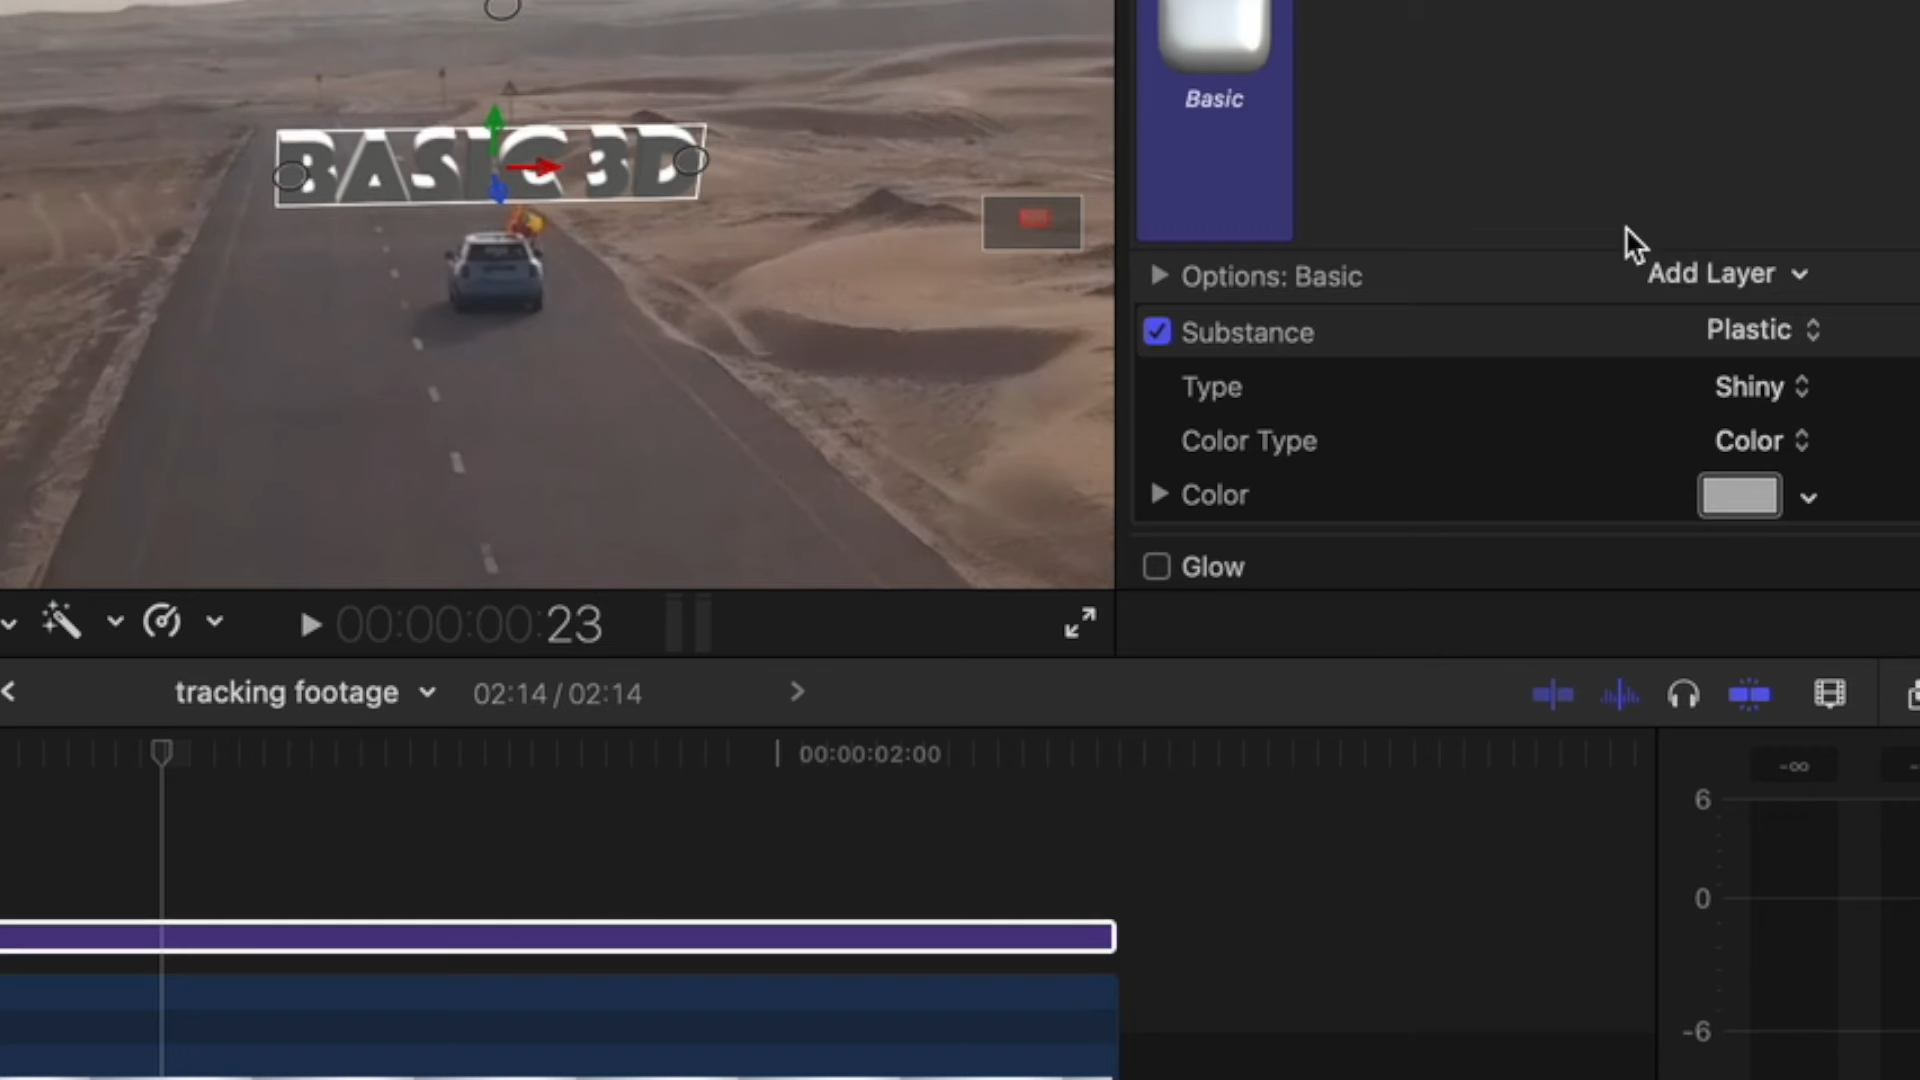 BASIC 3D
Basic
Options: Basic
Add Layer
Substance
Plastic
Type
Shiny
Color Type
Color
Color
Glow
00:00:00:23
tracking footage
02:14 / 02:14
00:00:02:00
-∞
6
0
-6